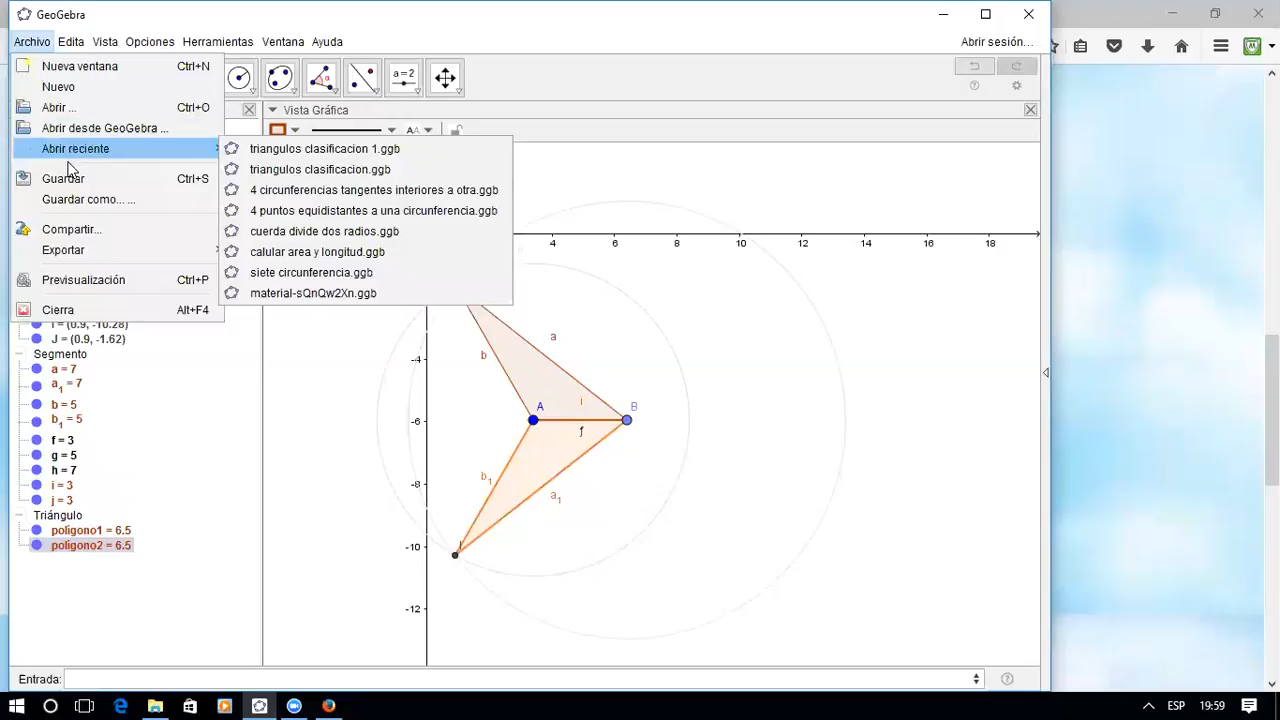 GeoGebra
Archivo Edita Vista Opciones Herramientas Ventana Ayuda Abrir sesión...
Nueva ventana Ctrl+N
Nuevo
Abrir ... Ctrl+O
Abrir desde GeoGebra ...
Abrir reciente
Guardar Ctrl+S
Guardar como... ...
Compartir...
Exportar
Previsualización Ctrl+P
Cierra Alt+F4
a=2
Vista Gráfica
AA
triangulos clasificacion 1.ggb
triangulos clasificacion.ggb
4 circunferencias tangentes interiores a otra.ggb
4 puntos equidistantes a una circunferencia.ggb
cuerda divide dos radios.ggb
calular area y longitud.ggb
siete circunferencia.ggb
material-sQnQw2Xn.ggb
J = (0.9, -1.62)
Segmento
a = 7
a1 = 7
b = 5
b1 = 5
f = 3
g = 5
h = 7
i = 3
j = 3
Triángulo
polígono1 = 6.5
polígono2 = 6.5
4 6 8 10 12 14 16 18
-4
-6
-8
-10
-12
a
b
i
A
B
f
b1
a1
Entrada:
ESP 19:59